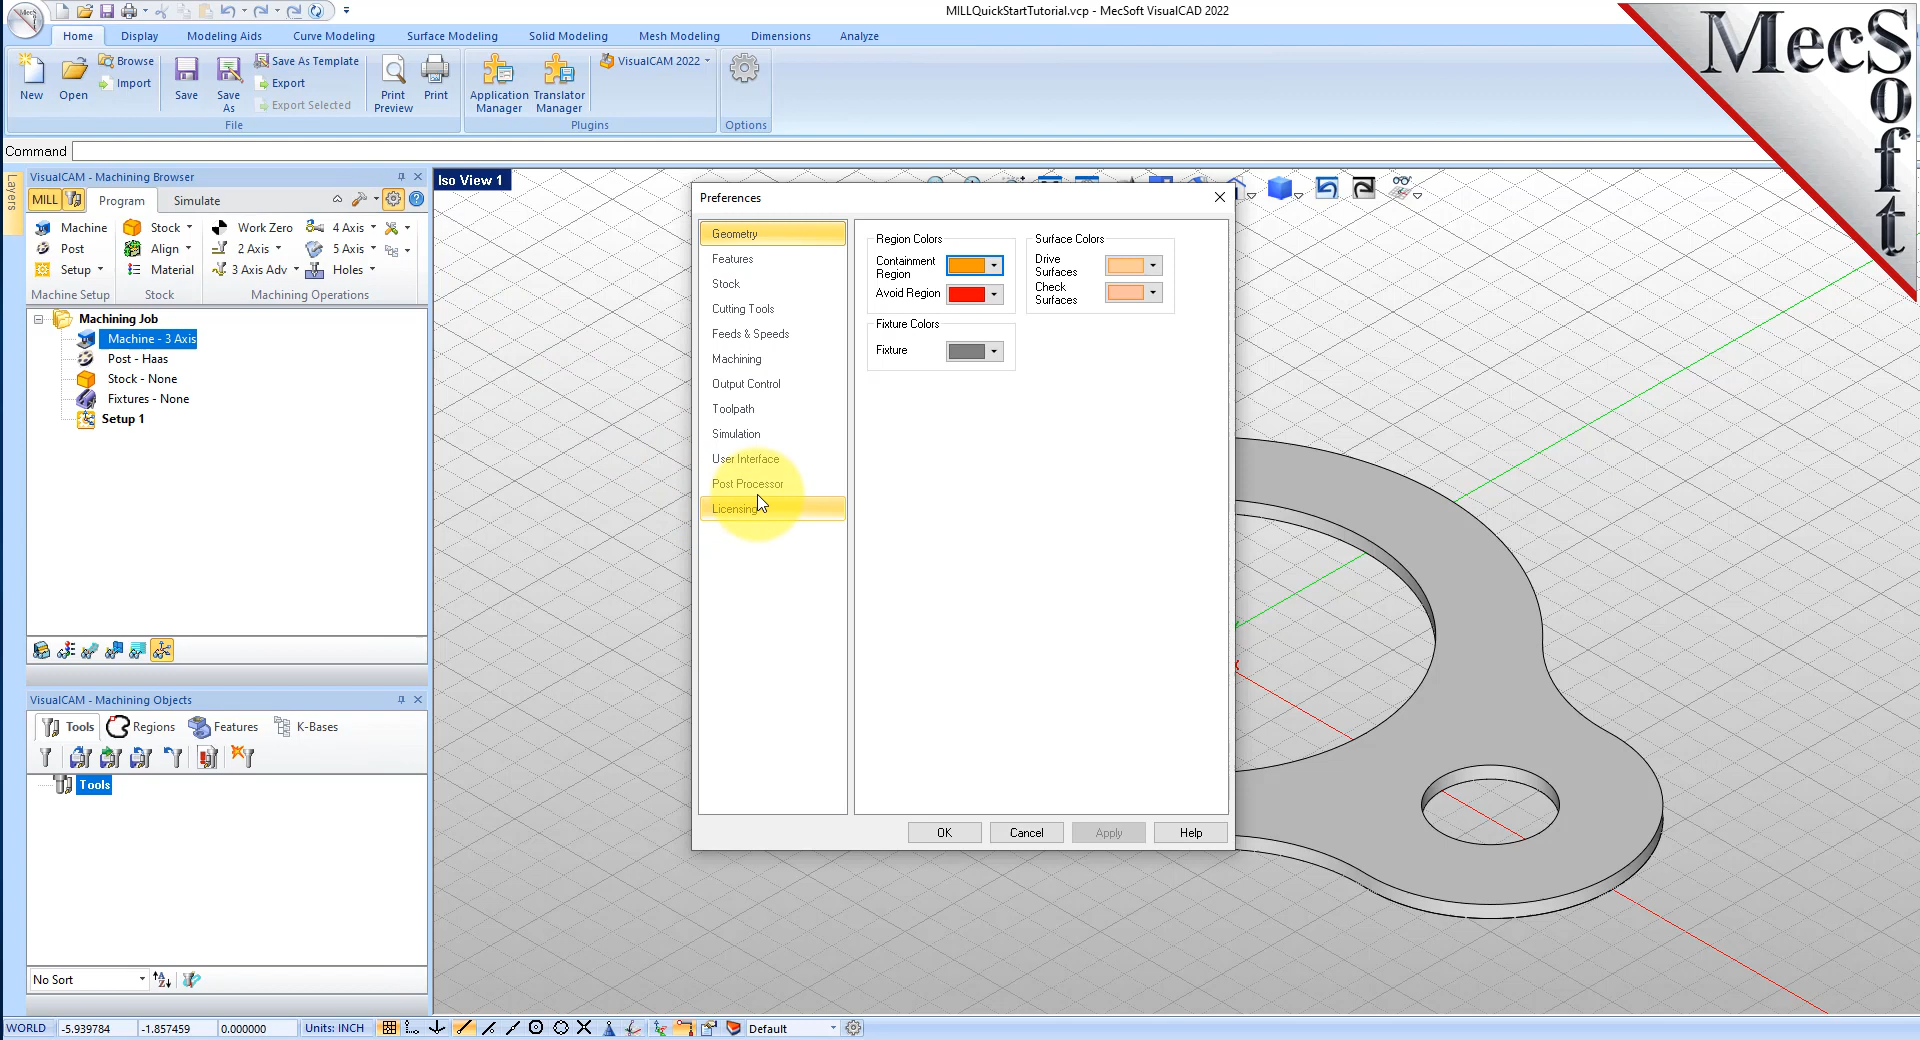 MecS
MILLQuickStartTutorial.vcp - MecSoft VisualCAD 2022
Home Display Modeling Aids Curve Modeling Surface Modeling Solid Modeling Mesh Modeling Dimensions Analyze
New Open Browse Import Save Save As Save As Template Export Export Selected Print Preview Print Application Manager Translator Manager VisualCAM 2022
File Plugins Options
Command
MecSoft
Layers
VisualCAM - Machining Browser
MILL Program Simulate
Machine Stock Work Zero 4 Axis
Post Align 2 Axis 5 Axis
Setup Material 3 Axis Adv Holes
Machine Setup Stock Machining Operations
Machining Job
Machine - 3 Axis
Post - Haas
Stock - None
Fixtures - None
Setup 1
VisualCAM - Machining Objects
Tools Regions Features K-Bases
Tools
No Sort
Iso View 1
Preferences
Geometry
Features
Stock
Cutting Tools
Feeds & Speeds
Machining
Output Control
Toolpath
Simulation
User Interface
Post Processor
Licensing
Region Colors
Containment
Region
Avoid Region
Surface Colors
Drive
Surfaces
Check
Surfaces
Fixture Colors
Fixture
OK Cancel Apply Help
WORLD -5.939784 -1.857459 0.000000 Units: INCH Default